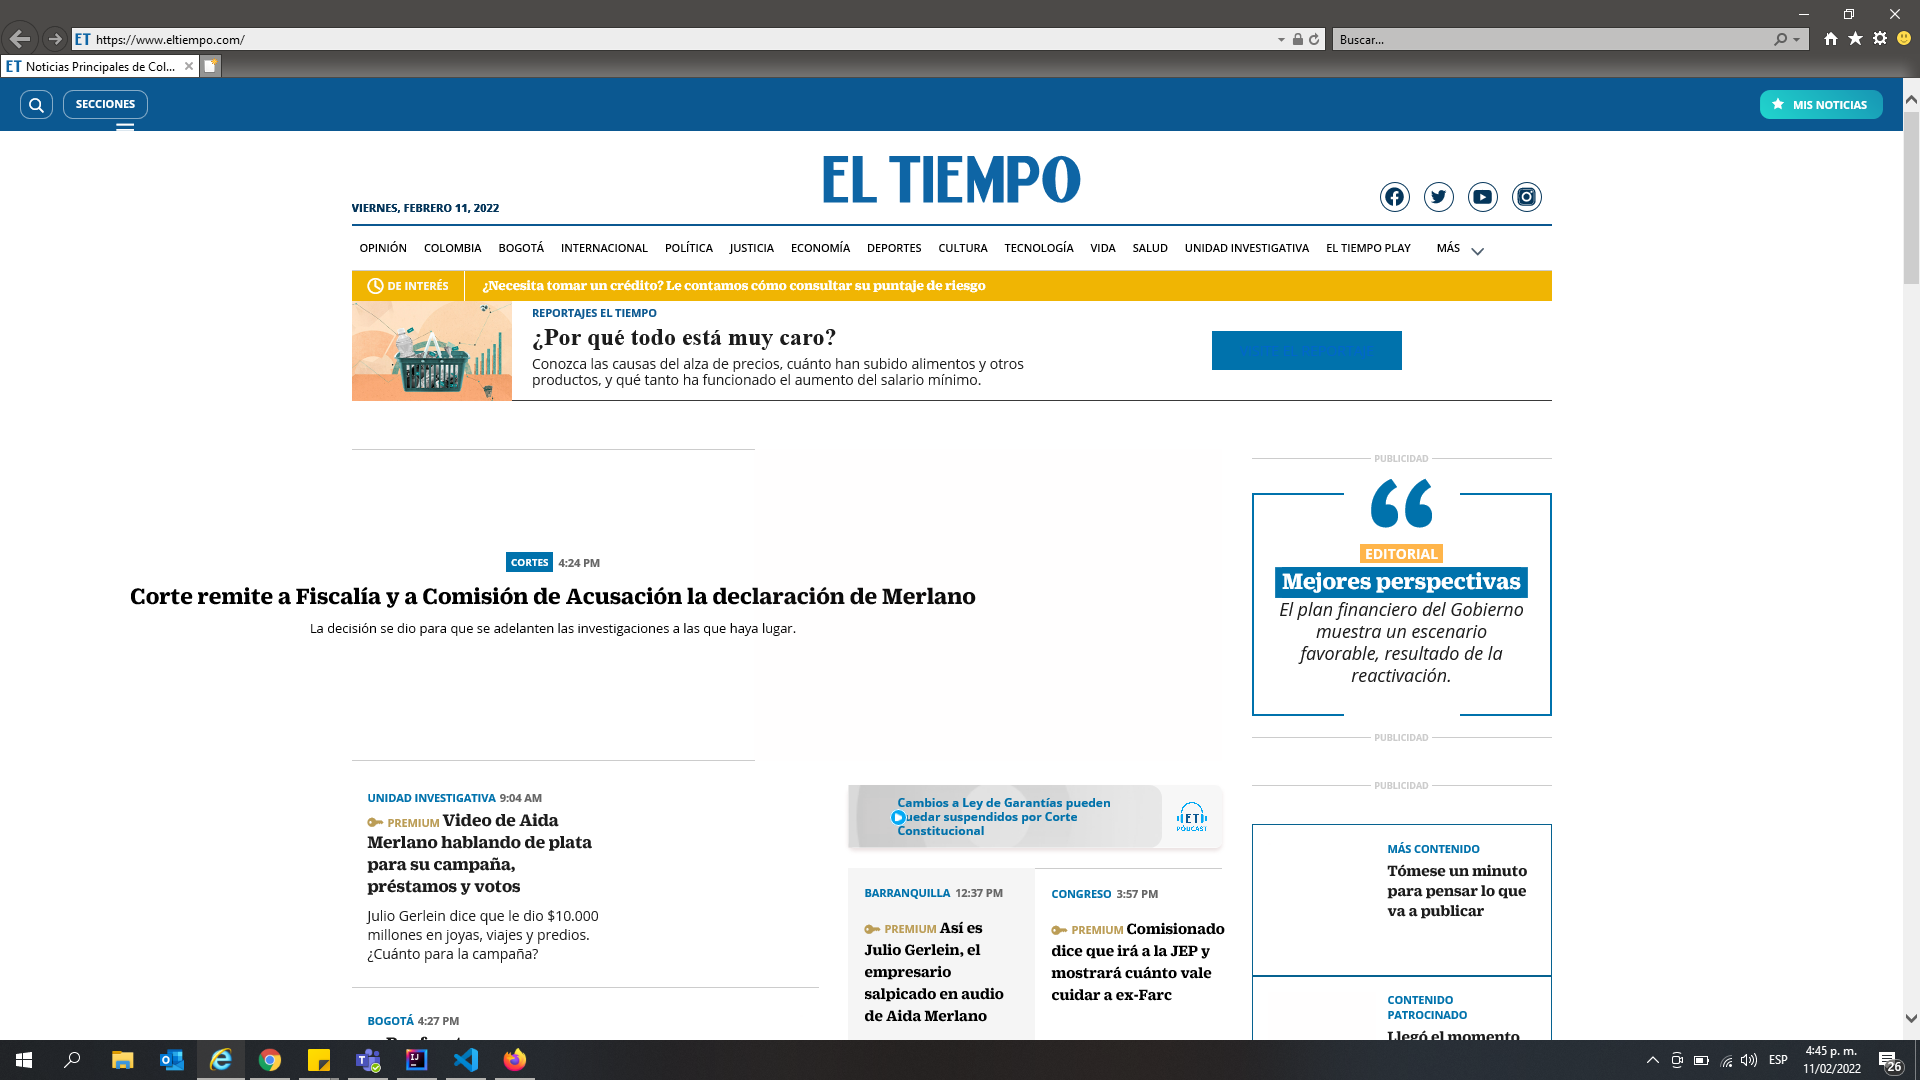 ET https://www.eltiempo.com/
Buscar...
ET Noticias Principales de Col...
SECCIONES
MIS NOTICIAS
EL TIEMPO
VIERNES, FEBRERO 11, 2022
OPINIÓN COLOMBIA BOGOTÁ INTERNACIONAL POLÍTICA JUSTICIA ECONOMÍA DEPORTES CULTURA TECNOLOGÍA VIDA SALUD UNIDAD INVESTIGATIVA EL TIEMPO PLAY MÁS
DE INTERÉS ¿Necesita tomar un crédito? Le contamos cómo consultar su puntaje de riesgo
REPORTAJES EL TIEMPO
¿Por qué todo está muy caro?
Conozca las causas del alza de precios, cuánto han subido alimentos y otros
productos, y qué tanto ha funcionado el aumento del salario mínimo.
CORTES 4:24 PM
Corte remite a Fiscalía y a Comisión de Acusación la declaración de Merlano
La decisión se dio para que se adelanten las investigaciones a las que haya lugar.
PUBLICIDAD
EDITORIAL
Mejores perspectivas
El plan financiero del Gobierno
muestra un escenario
favorable, resultado de la
reactivación.
PUBLICIDAD
PUBLICIDAD
UNIDAD INVESTIGATIVA 9:04 AM
PREMIUM Video de Aida
Merlano hablando de plata
para su campaña,
préstamos y votos
Julio Gerlein dice que le dio $10.000
millones en joyas, viajes y predios.
¿Cuánto para la campaña?
BOGOTÁ 4:27 PM
Cambios a Ley de Garantías pueden
quedar suspendidos por Corte
Constitucional
ET
PODCAST
BARRANQUILLA 12:37 PM
PREMIUM Así es
Julio Gerlein, el
empresario
salpicado en audio
de Aida Merlano
CONGRESO 3:57 PM
PREMIUM Comisionado
dice que irá a la JEP y
mostrará cuánto vale
cuidar a ex-Farc
MÁS CONTENIDO
Tómese un minuto
para pensar lo que
va a publicar
CONTENIDO
PATROCINADO
Llegó el momento
ESP
4:45 p. m.
11/02/2022
26